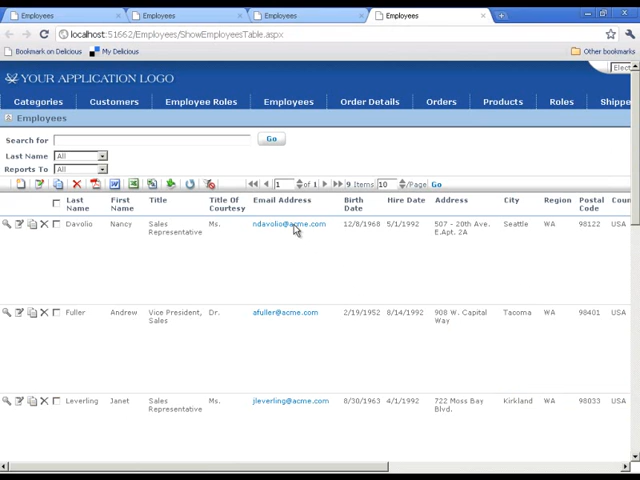 Employees Employees Employees Employees
localhost:51662/Employees/ShowEmployeesTable.aspx
Bookmark on Delicious My Delicious Other bookmarks
YOUR APPLICATION LOGO Elect
Categories Customers Employee Roles Employees Order Details Orders Products Roles Shippe
Employees
Search for Go
Last Name All
Reports To All
1 of 1 9 Items 10 /Page Go
Last Name First Name Title Title Of Courtesy Email Address Birth Date Hire Date Address City Region Postal Code Coun
Davolio Nancy Sales Representative Ms. ndavolio@acme.com 12/8/1968 5/1/1992 507 - 20th Ave. E.Apt. 2A Seattle WA 98122 USA
Fuller Andrew Vice President, Sales Dr. afuller@acme.com 2/19/1952 8/14/1992 908 W. Capital Way Tacoma WA 98401 USA
Leverling Janet Sales Representative Ms. jleverling@acme.com 8/30/1963 4/1/1992 722 Moss Bay Blvd. Kirkland WA 98033 USA